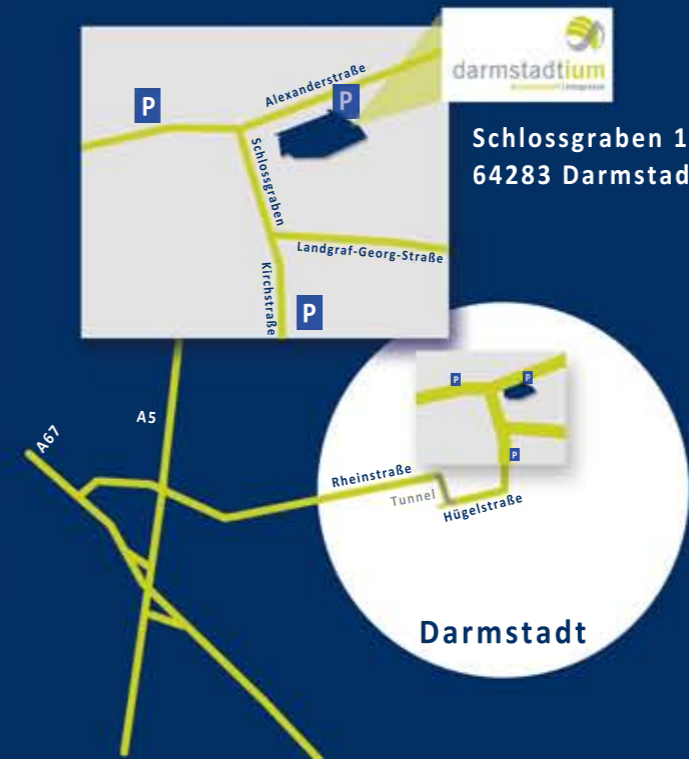 darmstadtium
Schlossgraben 1
64283 Darmstad
P
Alexanderstraße
P
Schlossgraben
Landgraf-Georg-Straße
Kirchstraße
P
A67
A5
P
P
P
Rheinstraße
Tunnel
Hügelstraße
Darmstadt